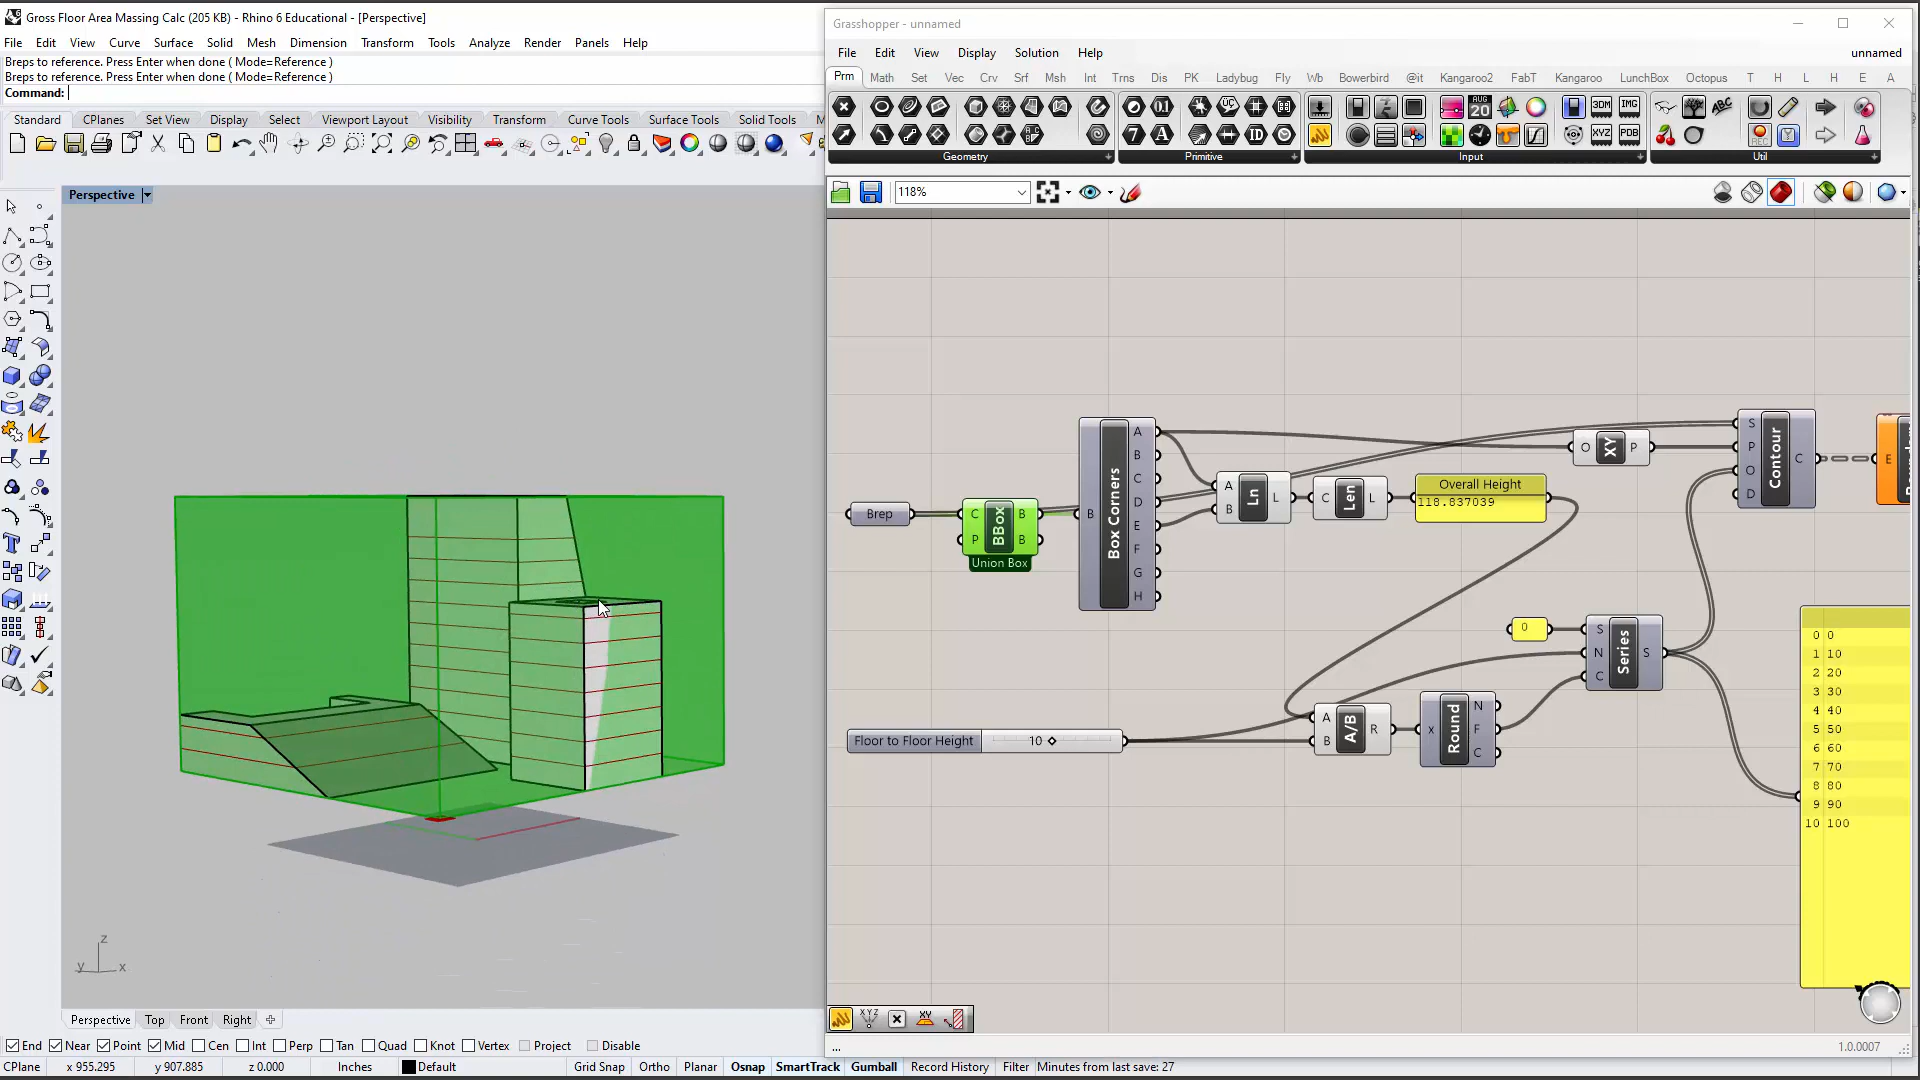 Gross Floor Area Massing Calc (205 KB) - Rhino 6 Educational - [Perspective]
File Edit View Curve Surface Solid Mesh Dimension Transform Tools Analyze Render Panels Help
Breps to reference. Press Enter when done ( Mode=Reference )
Breps to reference. Press Enter when done ( Mode=Reference )
Command:
Standard CPlanes Set View Display Select Viewport Layout Visibility Transform Curve Tools Surface Tools Solid Tools M
Perspective
z
y x
Perspective Top Front Right
End Near Point Mid Cen Int Perp Tan Quad Knot Vertex Project Disable
CPlane x 955.295 y 907.885 z 0.000 Inches Default Grid Snap Ortho Planar Osnap SmartTrack Gumball Record History Filter Minutes from last save: 27
Grasshopper - unnamed
File Edit View Display Solution Help unnamed
Prm Math Set Vec Crv Srf Msh Int Trns Dis PK Ladybug Fly Wb Bowerbird @it Kangaroo2 FabT Kangaroo LunchBox Octopus T H L H E A
Geometry Primitive Input Util
118%
Brep
C P BBox B B
Union Box
B Box Corners A B C D E F G H
A B Ln L
C Len L
Overall Height
118.837039
O XY P
S P O D Contour C
E
0
S N C Series S
Floor to Floor Height 10
A B A/B R
x Round N F C
0 0
1 10
2 20
3 30
4 40
5 50
6 60
7 70
8 80
9 90
10 100
...
1.0.0007